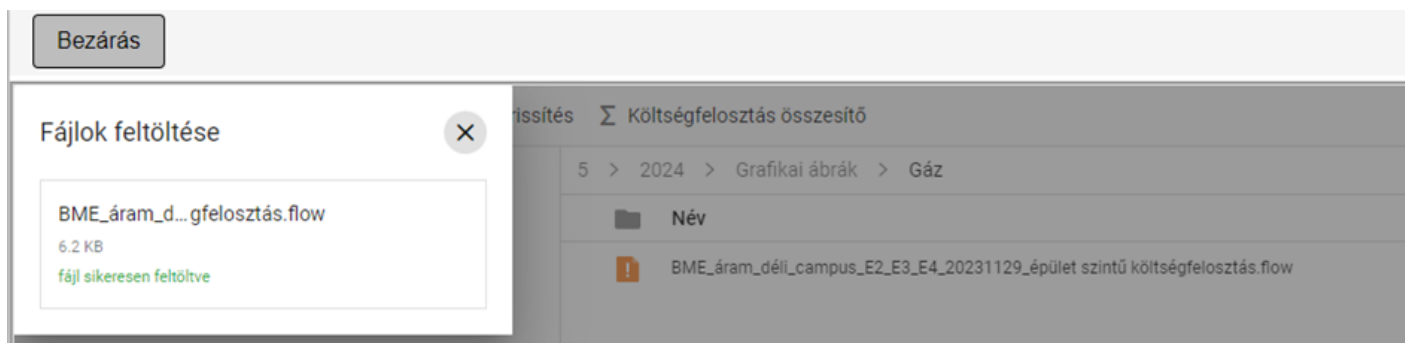 Bezárás
Fájlok feltöltése
BME_áram_d... gfelosztás.flow
6.2 KB
fájl sikeresen feltöltve
rissítés Σ Költségfelosztás összesítő
5 > 2024 > Grafikai ábrák > Gáz
Név
BME_áram_déli_campus_E2_E3_E4_20231129_épület szintű költségfelosztás.flow